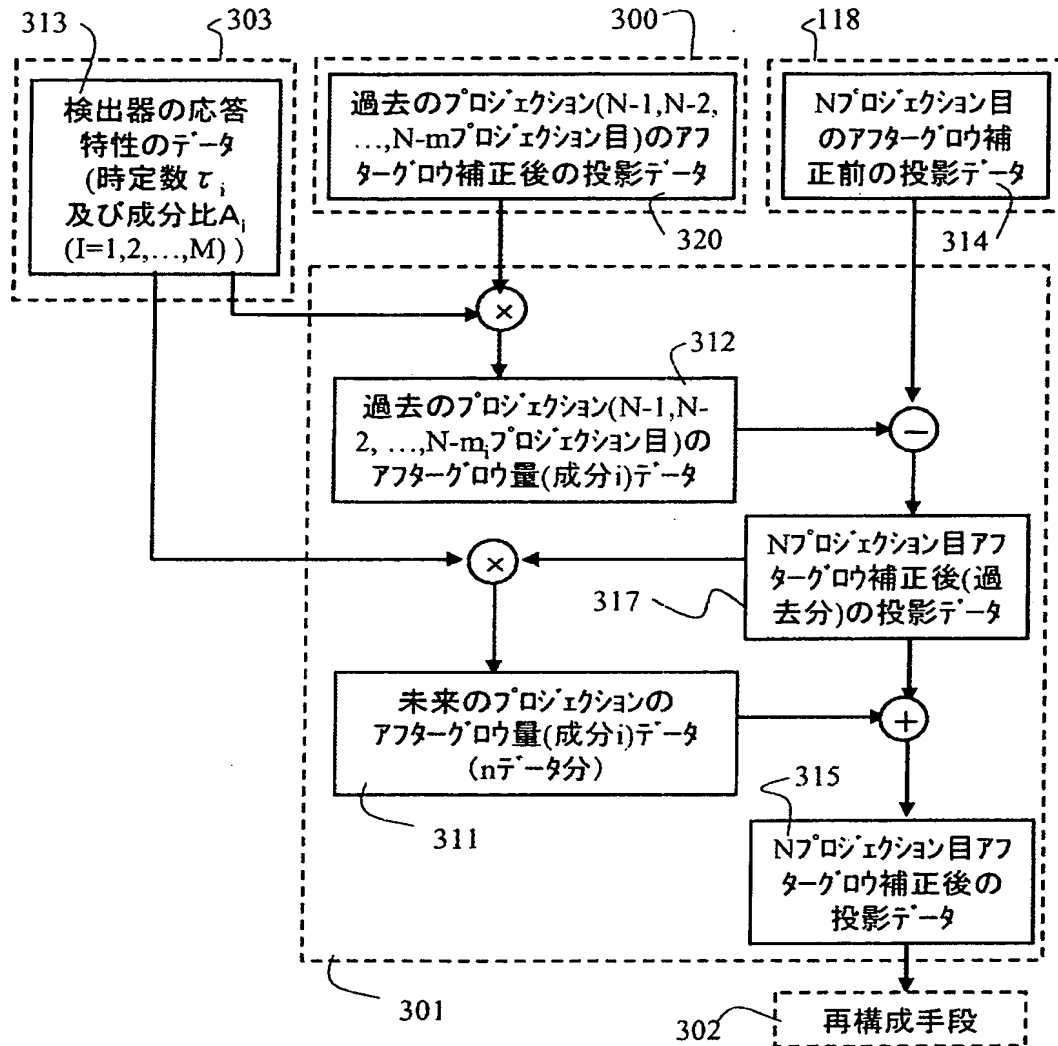 313
303
300
118
検出器の応答
特性のデータ
(時定数τi
及び成分比Ai
(I=1,2,…,M) )
過去のプロジェクション(N-1,N-2,
…,N-mプロジェクション目)のアフ
ターグロウ補正後の投影データ
320
Nプロジェクション目
のアフターグロウ補
正前の投影データ
314
×
312
過去のプロジェクション(N-1,N-
2, …,N-miプロジェクション目)の
アフターグロウ量(成分i)データ
−
×
Nプロジェクション目アフ
ターグロウ補正後(過
去分)の投影データ
317
未来のプロジェクションの
アフターグロウ量(成分i)データ
(nデータ分)
311
+
315
Nプロジェクション目アフ
ターグロウ補正後の
投影データ
301
302
再構成手段